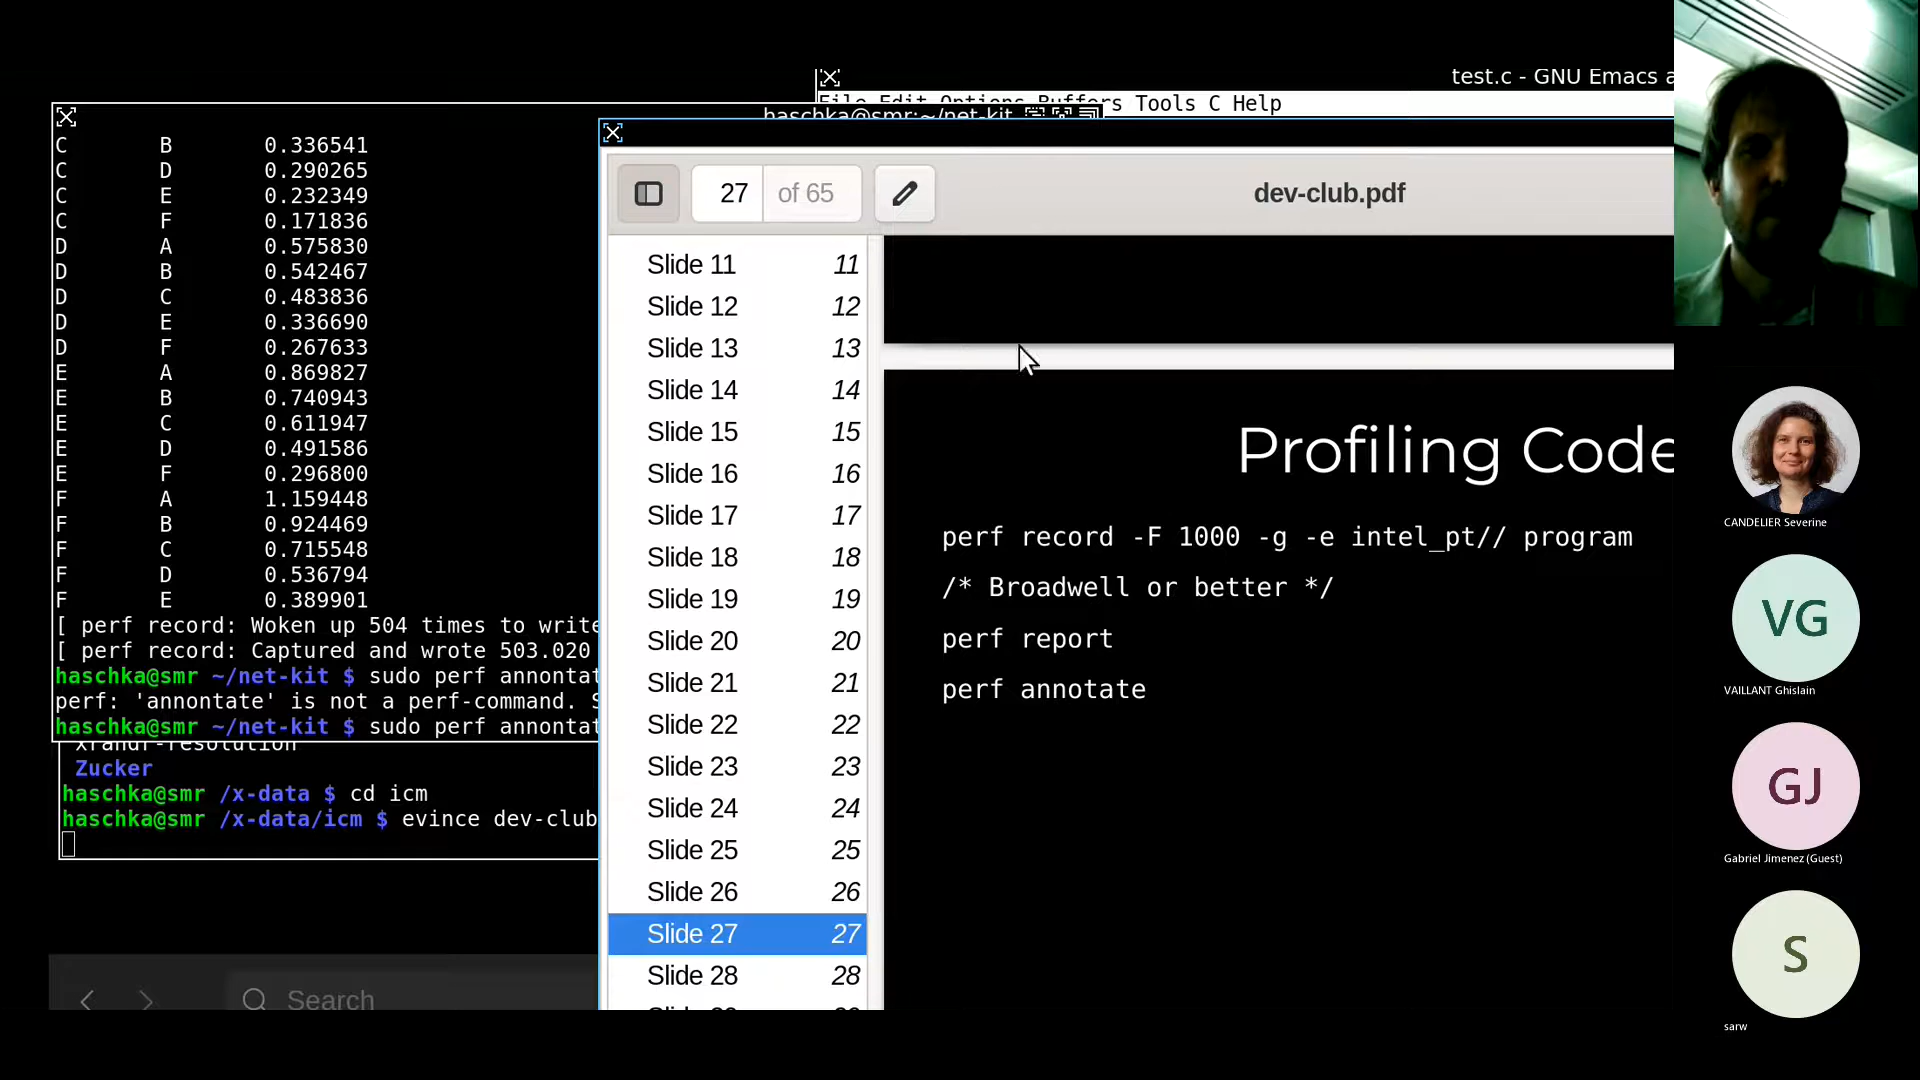 test.c - GNU Emacs a
File Edit Options Buffers Tools C Help
haschka@smr:~/net-kit
C B 0.336541
C D 0.290265
C E 0.232349
C F 0.171836
D A 0.575830
D B 0.542467
D C 0.483836
D E 0.336690
D F 0.267633
E A 0.869827
E B 0.740943
E C 0.611947
E D 0.491586
E F 0.296800
F A 1.159448
F B 0.924469
F C 0.715548
F D 0.536794
F E 0.389901
[ perf record: Woken up 504 times to write
[ perf record: Captured and wrote 503.020
haschka@smr ~/net-kit $ sudo perf annontat
perf: 'annontate' is not a perf-command. S
haschka@smr ~/net-kit $ sudo perf annontat
xrandr-resolution
Zucker
haschka@smr /x-data $ cd icm
haschka@smr /x-data/icm $ evince dev-club
Search
27 of 65
dev-club.pdf
Slide 11 11
Slide 12 12
Slide 13 13
Slide 14 14
Slide 15 15
Slide 16 16
Slide 17 17
Slide 18 18
Slide 19 19
Slide 20 20
Slide 21 21
Slide 22 22
Slide 23 23
Slide 24 24
Slide 25 25
Slide 26 26
Slide 27 27
Slide 28 28
Profiling Code
perf record -F 1000 -g -e intel_pt// program
/* Broadwell or better */
perf report
perf annotate
CANDELIER Severine
VG
VAILLANT Ghislain
GJ
Gabriel Jimenez (Guest)
S
sarw